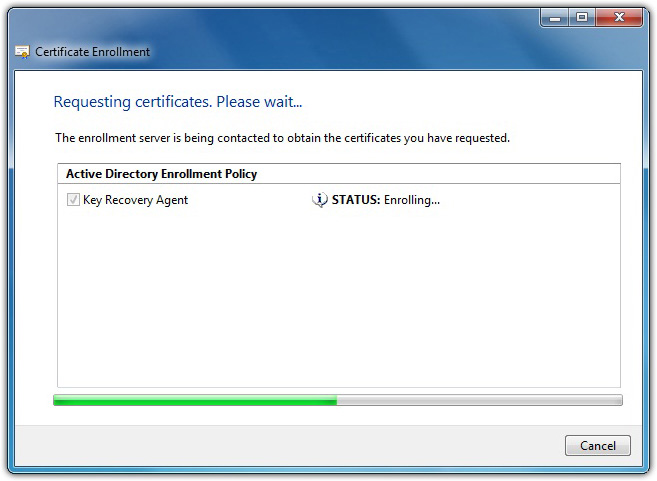 Certificate Enrollment
Requesting certificates. Please wait...
The enrollment server is being contacted to obtain the certificates you have requested.
Active Directory Enrollment Policy
Key Recovery Agent STATUS: Enrolling...
Cancel